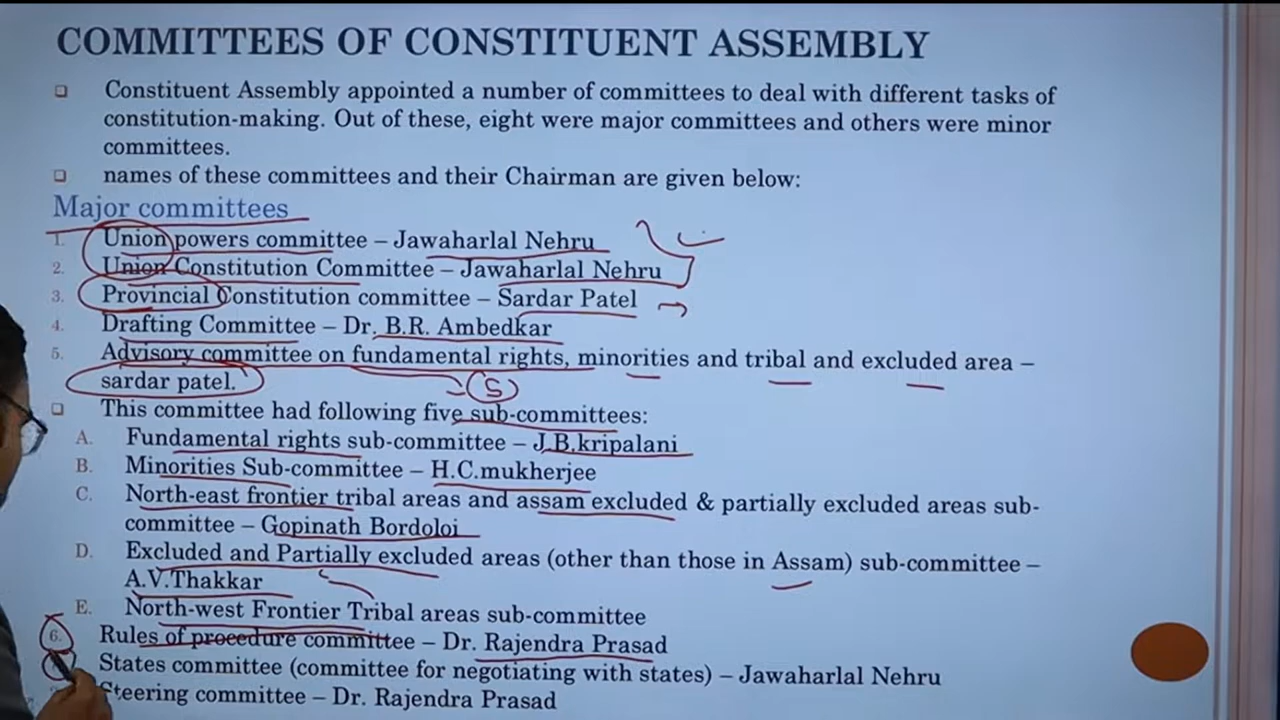 COMMITTEES OF CONSTITUENT ASSEMBLY
❑ Constituent Assembly appointed a number of committees to deal with different tasks of
constitution-making. Out of these, eight were major committees and others were minor
committees.
❑ names of these committees and their Chairman are given below:
Major committees
1. Union powers committee – Jawaharlal Nehru
2. Union Constitution Committee – Jawaharlal Nehru
3. Provincial Constitution committee – Sardar Patel
4. Drafting Committee – Dr. B.R. Ambedkar
5. Advisory committee on fundamental rights, minorities and tribal and excluded area –
sardar patel.
(5)
❑ This committee had following five sub-committees:
A. Fundamental rights sub-committee – J.B.kripalani
B. Minorities Sub-committee – H.C.mukherjee
C. North-east frontier tribal areas and assam excluded & partially excluded areas sub-
committee – Gopinath Bordoloi
D. Excluded and Partially excluded areas (other than those in Assam) sub-committee –
A.V.Thakkar
E. North-west Frontier Tribal areas sub-committee
6. Rules of procedure committee – Dr. Rajendra Prasad
States committee (committee for negotiating with states) – Jawaharlal Nehru
Steering committee – Dr. Rajendra Prasad